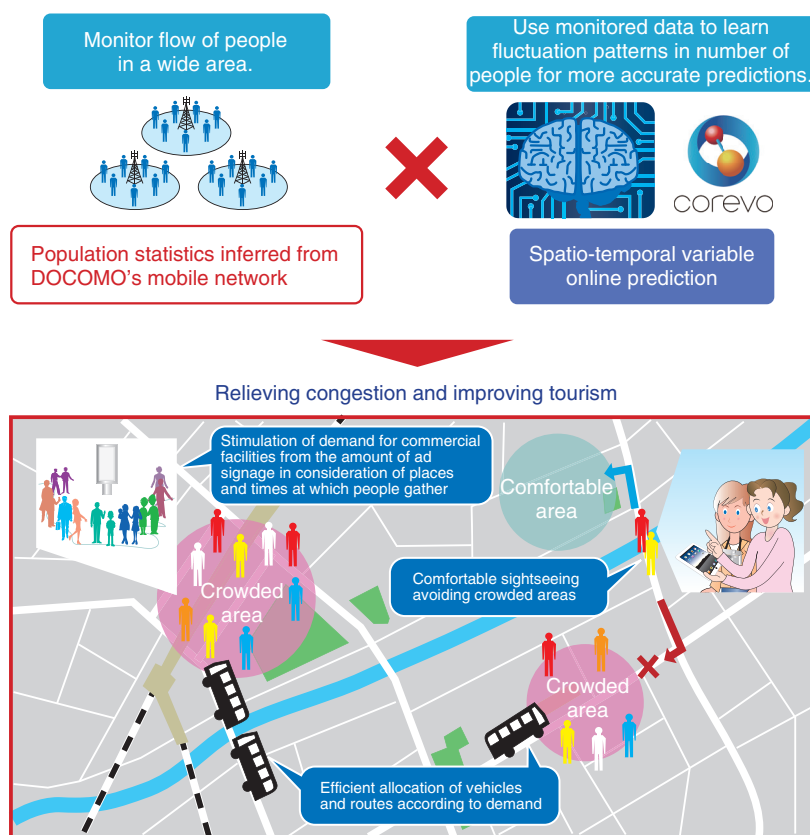 Monitor flow of people
in a wide area.
Use monitored data to learn
fluctuation patterns in number of
people for more accurate predictions.
corevo
Population statistics inferred from
DOCOMO’s mobile network
Spatio-temporal variable
online prediction
Relieving congestion and improving tourism
Stimulation of demand for commercial
facilities from the amount of ad
signage in consideration of places
and times at which people gather
Comfortable
area
Crowded
area
Comfortable sightseeing
avoiding crowded areas
Crowded
area
Efficient allocation of vehicles
and routes according to demand